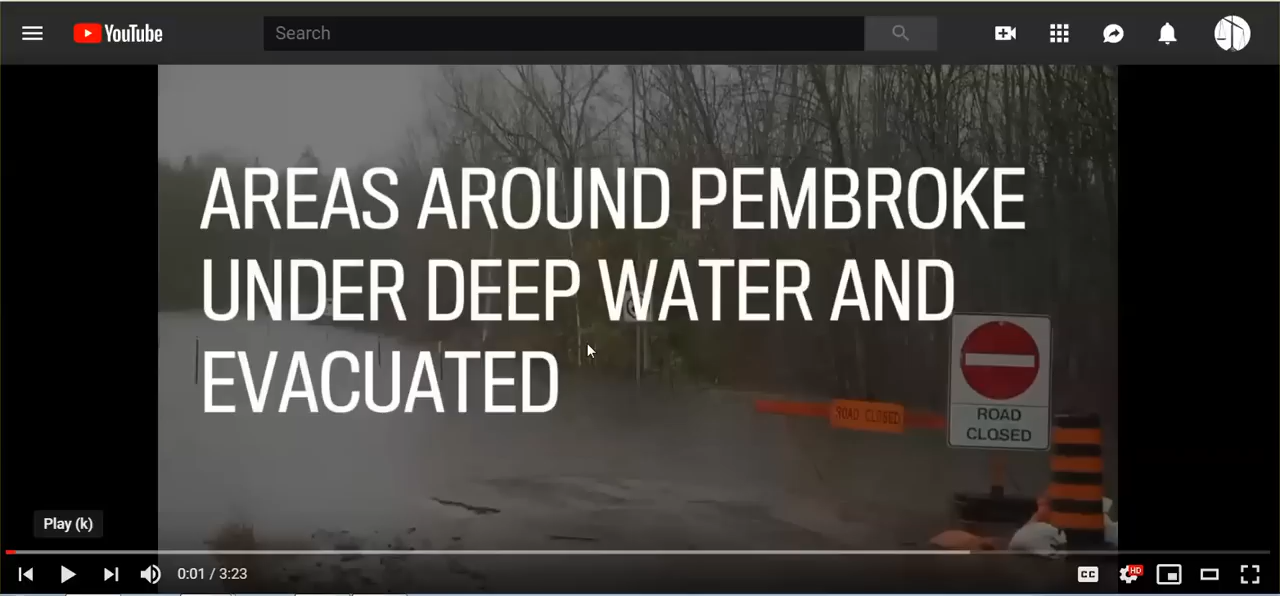 YouTube
Search
AREAS AROUND PEMBROKE
UNDER DEEP WATER AND
EVACUATED
ROAD CLOSED
ROAD
CLOSED
Play (k)
0:01 / 3:23
CC
HD